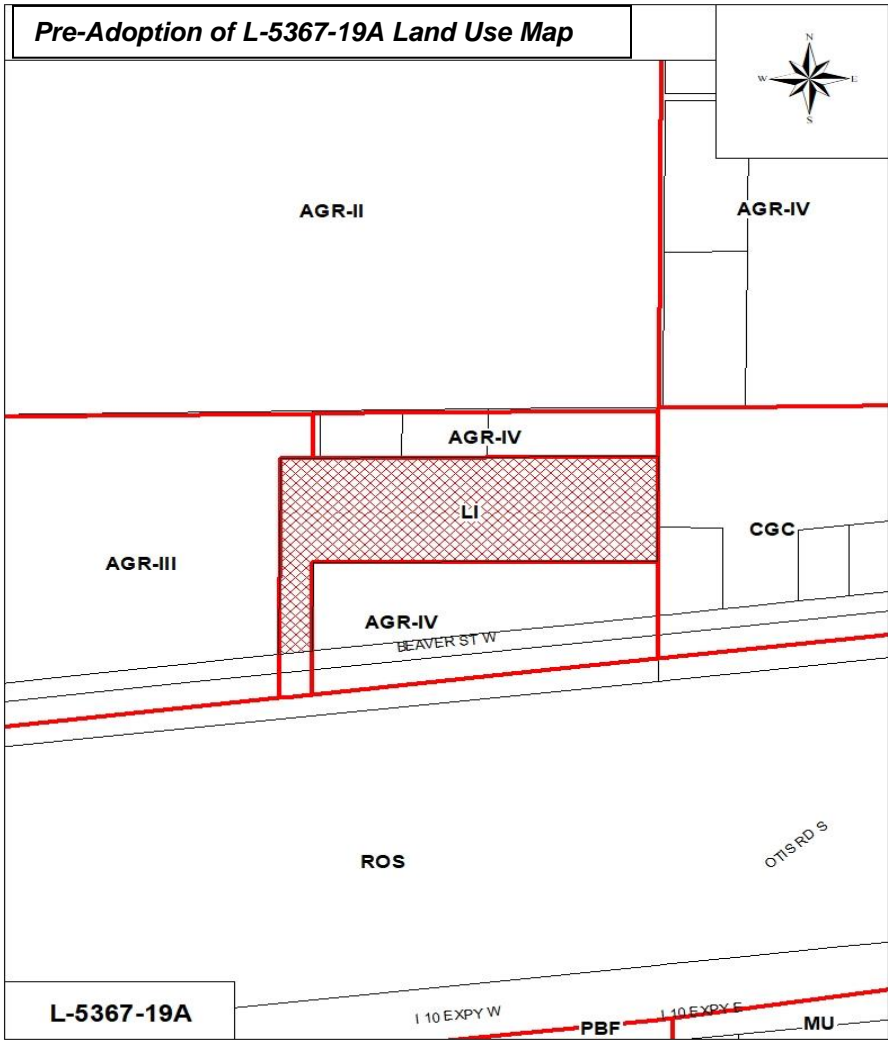 Pre-Adoption of L-5367-19A Land Use Map
N
W E
S
AGR-II
AGR-IV
AGR-IV
LI
CGC
AGR-III
AGR-IV
BEAVER ST W
ROS
OTIS RD S
L-5367-19A
I 10 EXPY W
I 10 EXPY E
PBF
MU